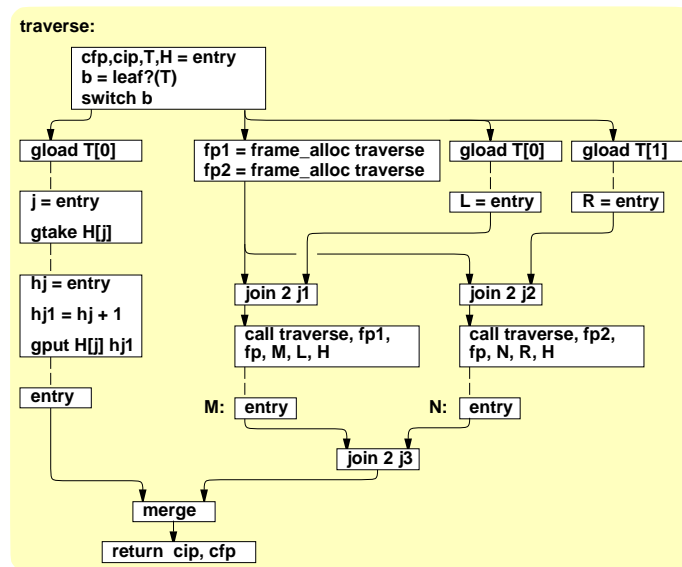 traverse:
cfp,cip,T,H = entry
b = leaf?(T)
switch b
gload T[0]
fp1 = frame_alloc traverse
fp2 = frame_alloc traverse
gload T[0]
gload T[1]
j = entry
gtake H[j]
L = entry
R = entry
hj = entry
hj1 = hj + 1
gput H[j] hj1
join 2 j1
join 2 j2
call traverse, fp1,
fp, M, L, H
call traverse, fp2,
fp, N, R, H
entry
M:
entry
N:
entry
join 2 j3
merge
return cip, cfp